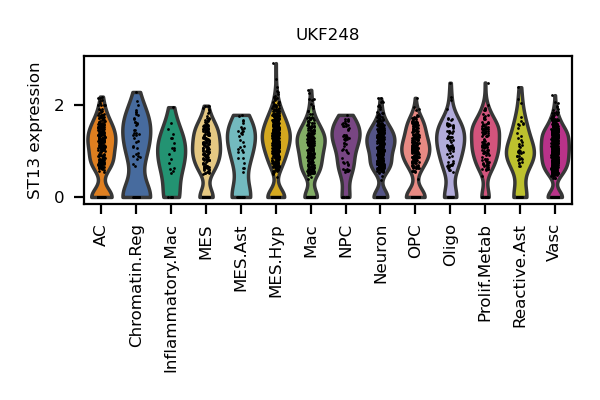 UKF248
ST13 expression
2
0
AC
Chromatin.Reg
Inflammatory.Mac
MES
MES.Ast
MES.Hyp
Mac
NPC
Neuron
OPC
Oligo
Prolif.Metab
Reactive.Ast
Vasc